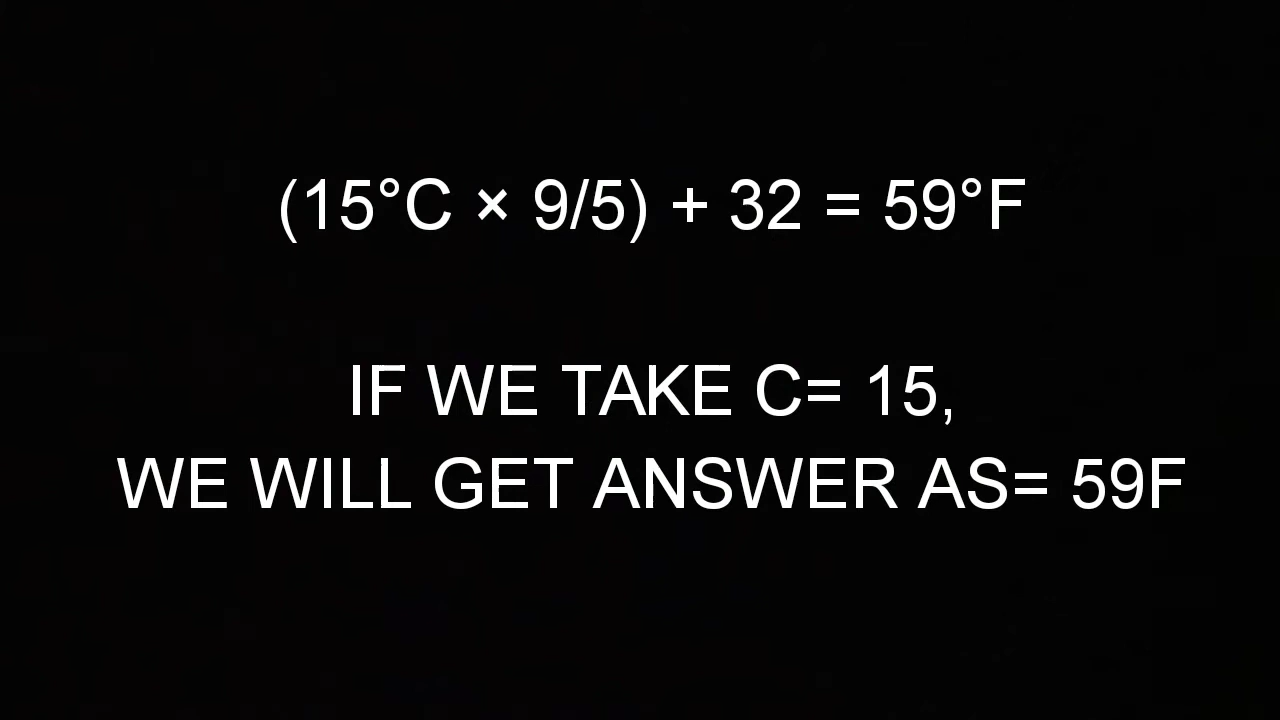 (15°C × 9/5) + 32 = 59°F
IF WE TAKE C= 15,
WE WILL GET ANSWER AS= 59F